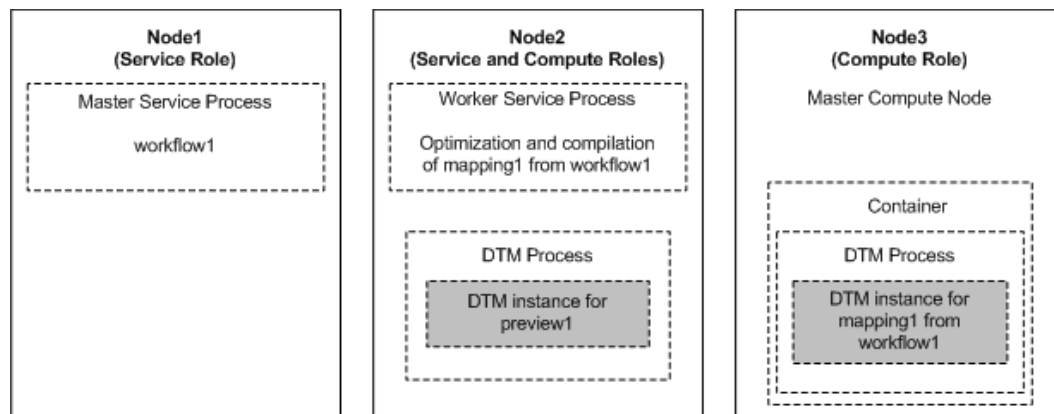 Node1
(Service Role)
Master Service Process
workflow1
Node2
(Service and Compute Roles)
Worker Service Process
Optimization and compilation
of mapping1 from workflow1
DTM Process
DTM instance for
preview1
Node3
(Compute Role)
Master Compute Node
Container
DTM Process
DTM instance for
mapping1 from
workflow1